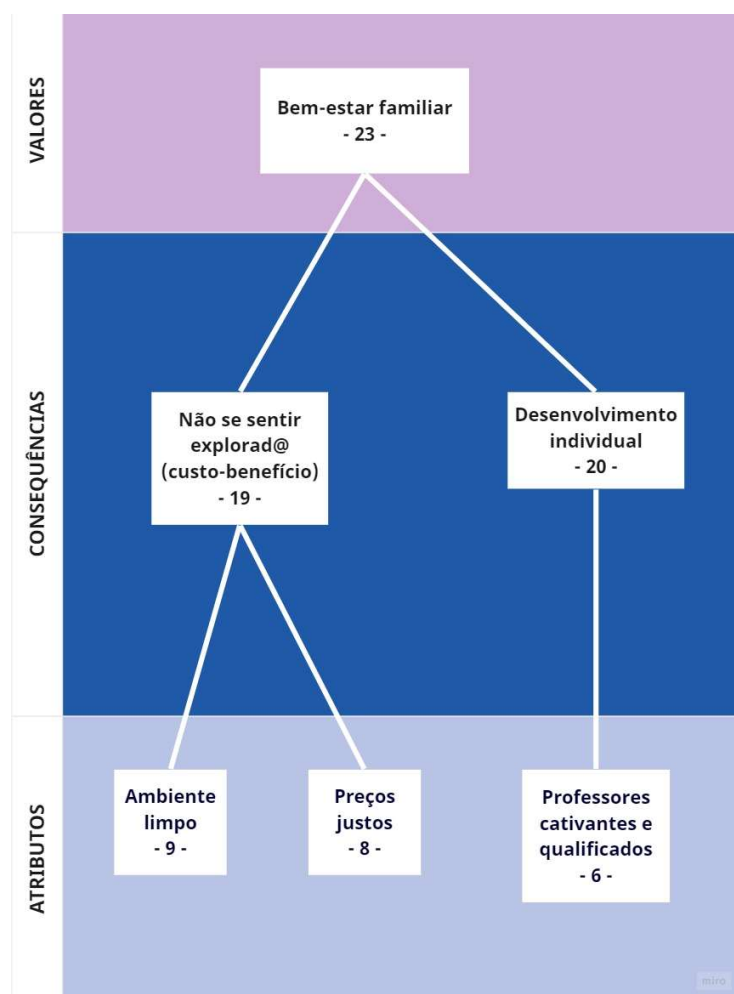 VALORES
Bem-estar familiar
- 23 -
CONSEQUÊNCIAS
Não se sentir
explorad@
(custo-benefício)
- 19 -
Desenvolvimento
individual
- 20 -
ATRIBUTOS
Ambiente
limpo
- 9 -
Preços
justos
- 8 -
Professores
cativantes e
qualificados
- 6 -
miro